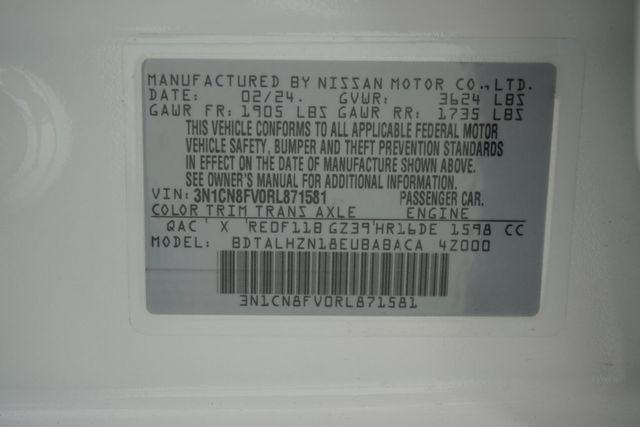 MANUFACTURED BY NISSAN MOTOR CO., LTD.
DATE: 02/24. GVWR: 3624 LBS
GAWR FR: 1905 LBS GAWR RR: 1735 LBS
THIS VEHICLE CONFORMS TO ALL APPLICABLE FEDERAL MOTOR
VEHICLE SAFETY, BUMPER AND THEFT PREVENTION STANDARDS
IN EFFECT ON THE DATE OF MANUFACTURE SHOWN ABOVE.
SEE OWNER'S MANUAL FOR ADDITIONAL INFORMATION.
VIN: 3N1CN8FV0RL871581 PASSENGER CAR.
COLOR TRIM TRANS AXLE ENGINE
QAC ' X 'RE0F11B GZ39'HR16DE 1598 CC
MODEL: BDTALHZN18EUBABACA 4Z000
3N1CN8FV0RL871581